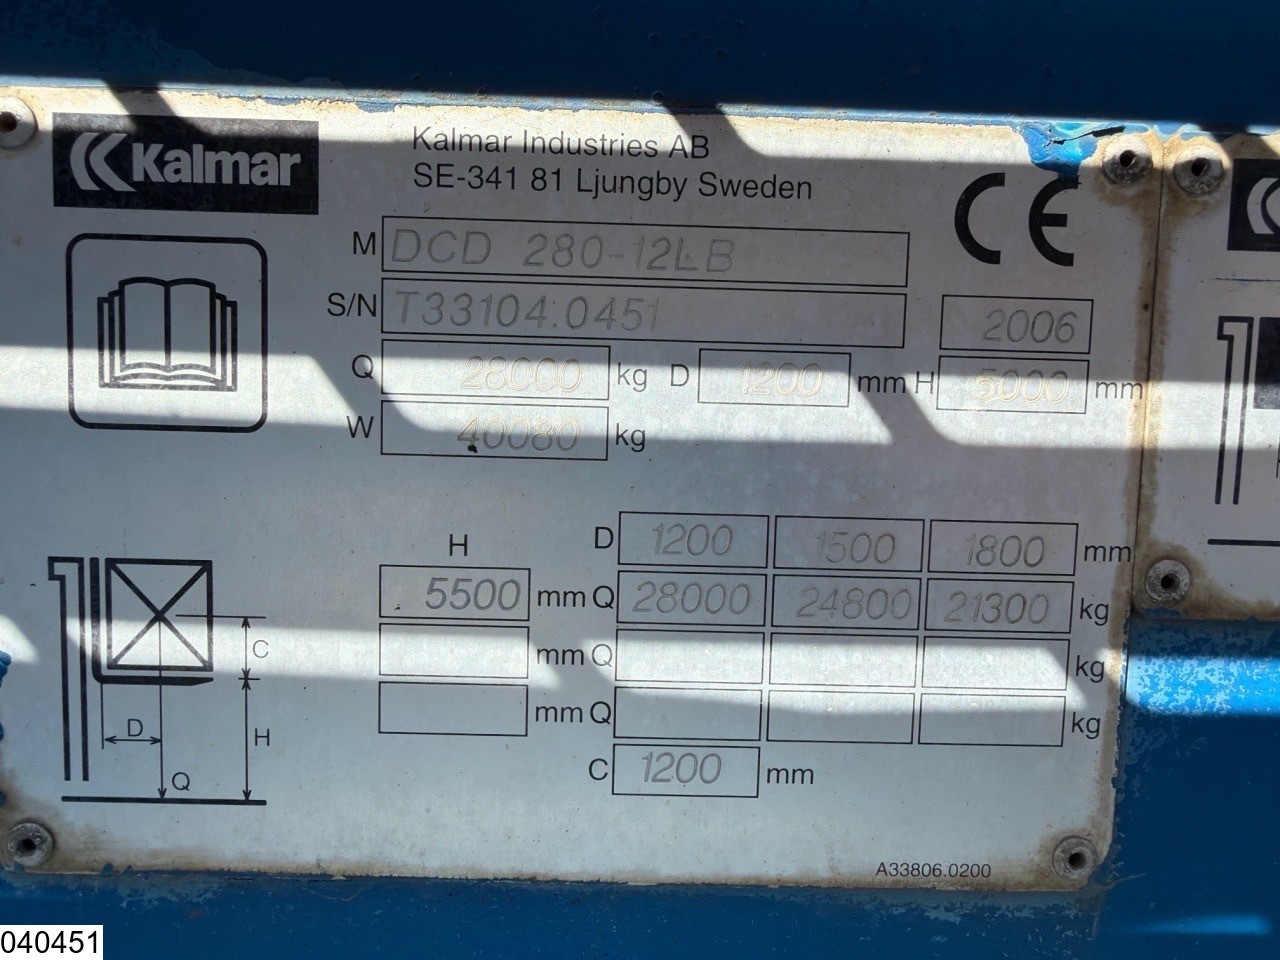 Kalmar
Kalmar Industries AB
SE-341 81 Ljungby Sweden
CE
M DCD 280-12LB
S/N T33104.0451 2006
Q 28000 kg D 1200 mm H 5000 mm
W 40080 kg
H D 1200 1500 1800 mm
5500 mm Q 28000 24800 21300 kg
mm Q kg
mm Q kg
C 1200 mm
C
D H
Q
A33806.0200
040451